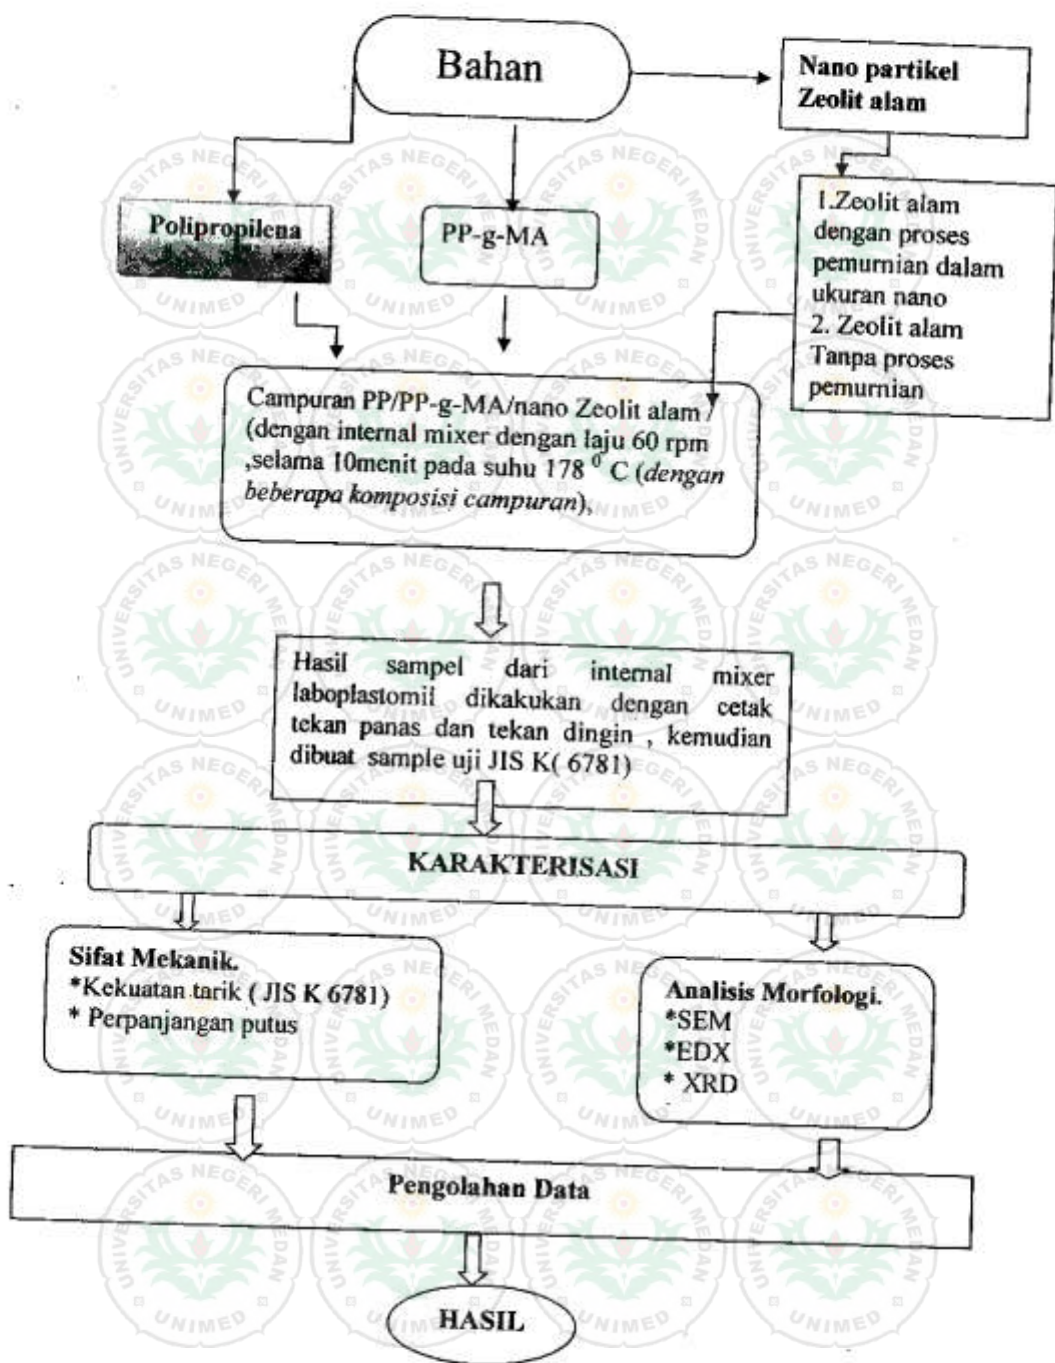 Bahan
Nano partikel
Zeolit alam
Polipropilena
PP-g-MA
1.Zeolit alam
dengan proses
pemurnian dalam
ukuran nano
2. Zeolit alam
Tanpa proses
pemurnian
Campuran PP/PP-g-MA/nano Zeolit alam /
(dengan internal mixer dengan laju 60 rpm
,selama 10menit pada suhu 178 ⁰ C (dengan
beberapa komposisi campuran),
Hasil sampel dari internal mixer
laboplastomil dikakukan dengan cetak
tekan panas dan tekan dingin , kemudian
dibuat sample uji JIS K( 6781)
KARAKTERISASI
Sifat Mekanik.
*Kekuatan tarik ( JIS K 6781)
* Perpanjangan putus
Analisis Morfologi.
*SEM
*EDX
* XRD
Pengolahan Data
HASIL
UNIVERSITAS NEGERI MEDAN
UNIMED